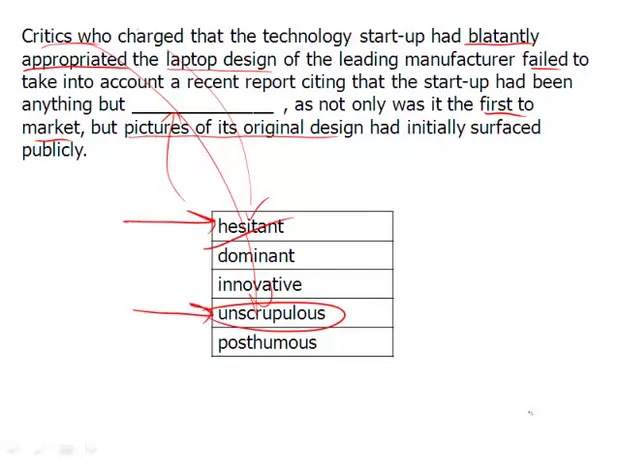 Critics who charged that the technology start-up had blatantly
appropriated the laptop design of the leading manufacturer failed to
take into account a recent report citing that the start-up had been
anything but ________________ , as not only was it the first to
market, but pictures of its original design had initially surfaced
publicly.
hesitant
dominant
innovative
unscrupulous
posthumous